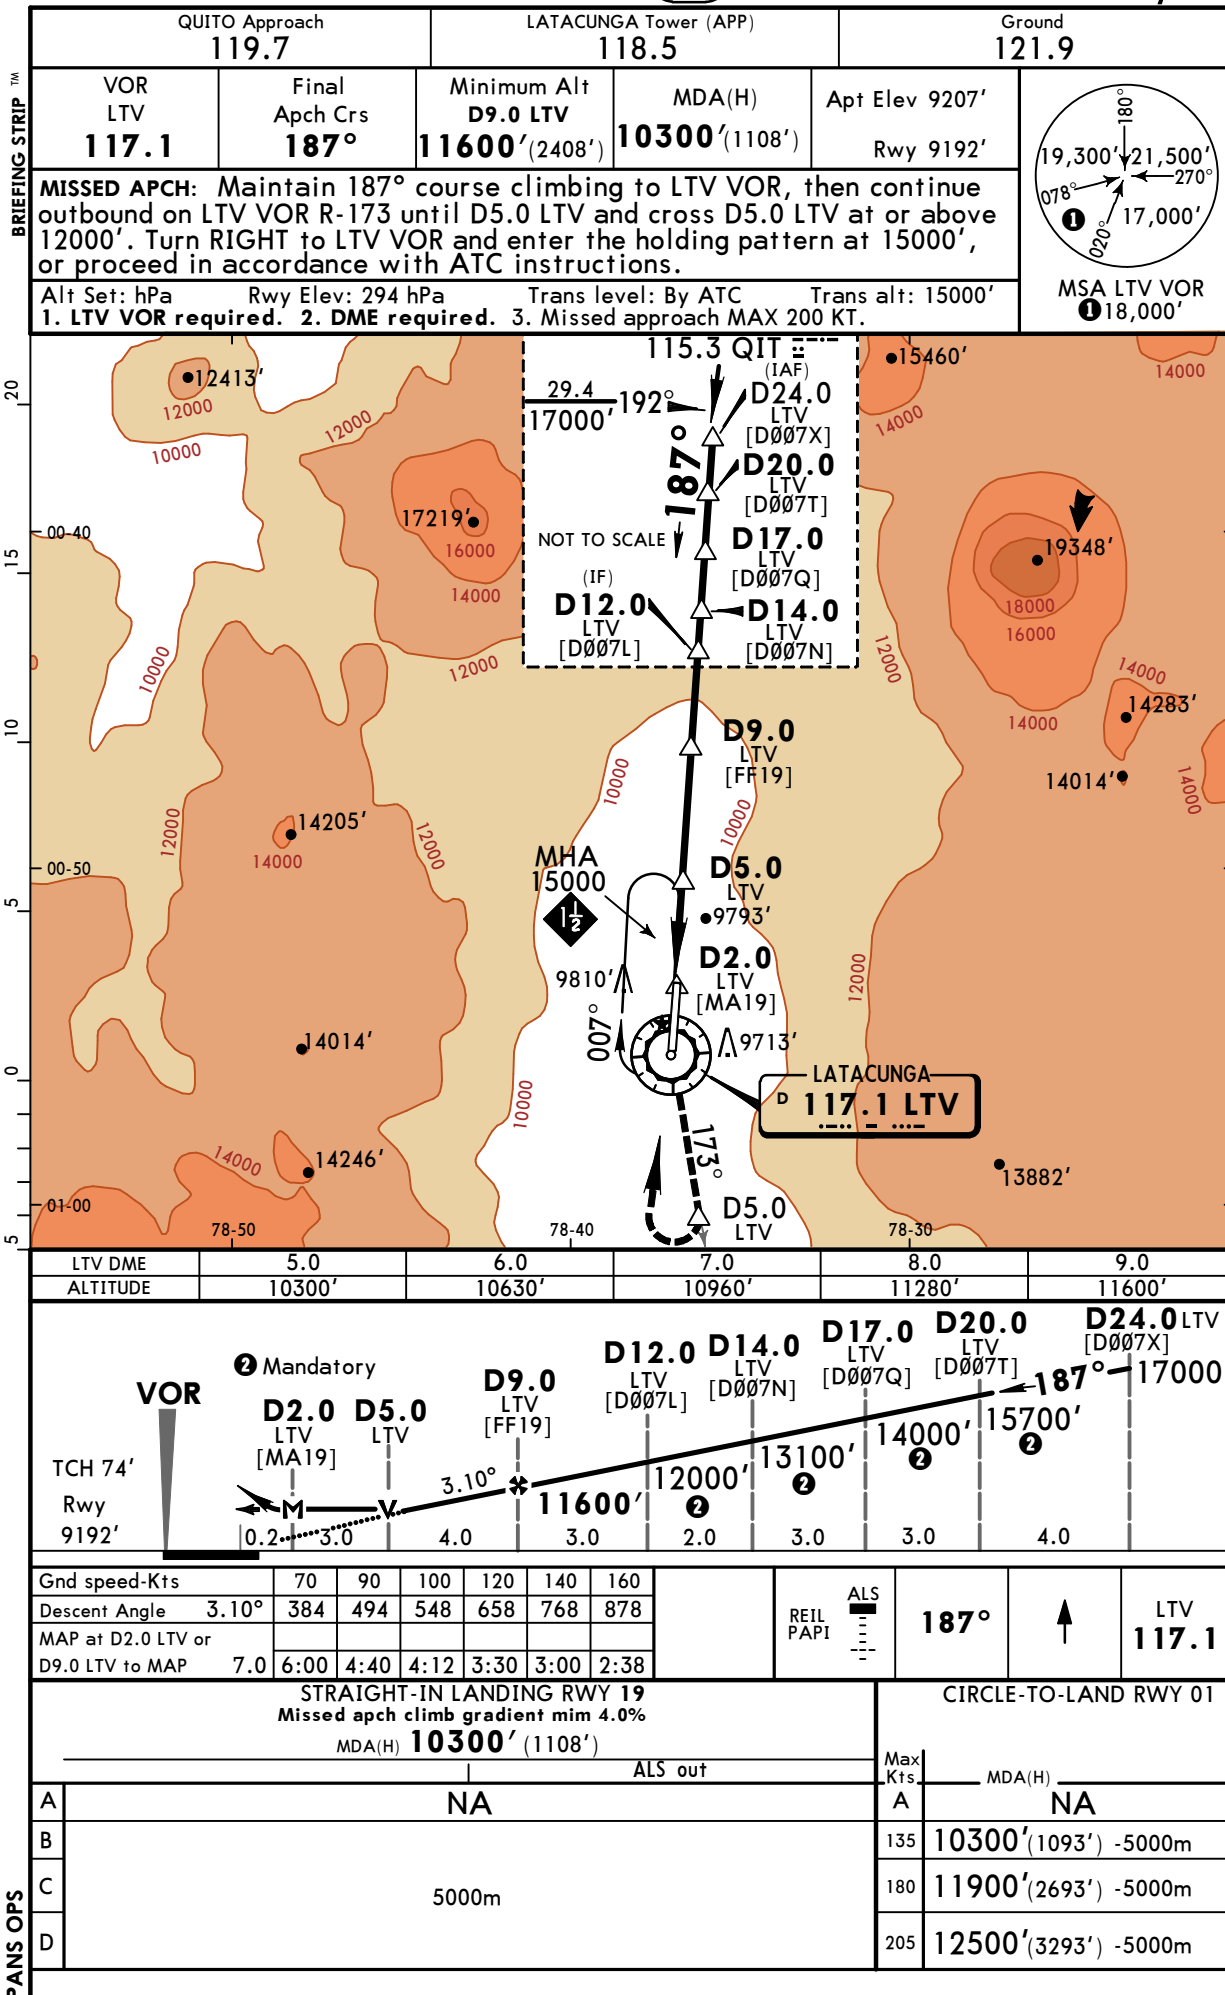 QUITO Approach
119.7
LATACUNGA Tower (APP)
118.5
Ground
121.9
BRIEFING STRIP ™
VOR
LTV
117.1
Final
Apch Crs
187°
Minimum Alt
D9.0 LTV
11600'(2408')
MDA(H)
10300'(1108')
Apt Elev 9207'
Rwy 9192'
MISSED APCH: Maintain 187° course climbing to LTV VOR, then continue
outbound on LTV VOR R-173 until D5.0 LTV and cross D5.0 LTV at or above
12000'. Turn RIGHT to LTV VOR and enter the holding pattern at 15000',
or proceed in accordance with ATC instructions.
Alt Set: hPa Rwy Elev: 294 hPa Trans level: By ATC Trans alt: 15000'
1. LTV VOR required. 2. DME required. 3. Missed approach MAX 200 KT.
180°
19,300' 21,500'
270°
078°
1 17,000'
020°
MSA LTV VOR
1 18,000'
115.3 QIT
(IAF)
D24.0
LTV
[DØØ7X]
29.4
17000'
192°
187°
D20.0
LTV
[DØØ7T]
NOT TO SCALE
D17.0
LTV
[DØØ7Q]
(IF)
D12.0
LTV
[DØØ7L]
D14.0
LTV
[DØØ7N]
12413'
12000
10000
12000
15460'
14000
14000
20
00-40
15
17219'
16000
14000
12000
10000
19348'
18000
16000
14000
12000
14000
14283'
14014'
14000
10
D9.0
LTV
[FF19]
10000
10000
12000
14205'
14000
12000
00-50
5
MHA
15000
1½
D5.0
LTV
9793'
D2.0
LTV
[MA19]
9810'
007°
9713'
12000
14014'
0
LATACUNGA
D 117.1 LTV
10000
173°
14000
14246'
13882'
01-00
D5.0
LTV
78-50
78-40
78-30
5
LTV DME 5.0 6.0 7.0 8.0 9.0
ALTITUDE 10300' 10630' 10960' 11280' 11600'
2 Mandatory
VOR
D2.0
LTV
[MA19]
D5.0
LTV
D9.0
LTV
[FF19]
D12.0
LTV
[DØØ7L]
D14.0
LTV
[DØØ7N]
D17.0
LTV
[DØØ7Q]
D20.0
LTV
[DØØ7T]
D24.0 LTV
[DØØ7X]
187°
17000
15700'
2
14000'
2
13100'
2
12000'
2
11600'
3.10°
M
V
TCH 74'
Rwy
9192'
0.2 3.0 4.0 3.0 2.0 3.0 3.0 4.0
Gnd speed-Kts 70 90 100 120 140 160
Descent Angle 3.10° 384 494 548 658 768 878
MAP at D2.0 LTV or
D9.0 LTV to MAP 7.0 6:00 4:40 4:12 3:30 3:00 2:38
REIL
PAPI
ALS
187°
LTV
117.1
STRAIGHT-IN LANDING RWY 19
Missed apch climb gradient mim 4.0%
MDA(H) 10300' (1108')
ALS out
CIRCLE-TO-LAND RWY 01
Max
Kts
MDA(H)
A NA
A NA
B
135 10300'(1093') -5000m
C
5000m
180 11900'(2693') -5000m
D
205 12500'(3293') -5000m
PANS OPS